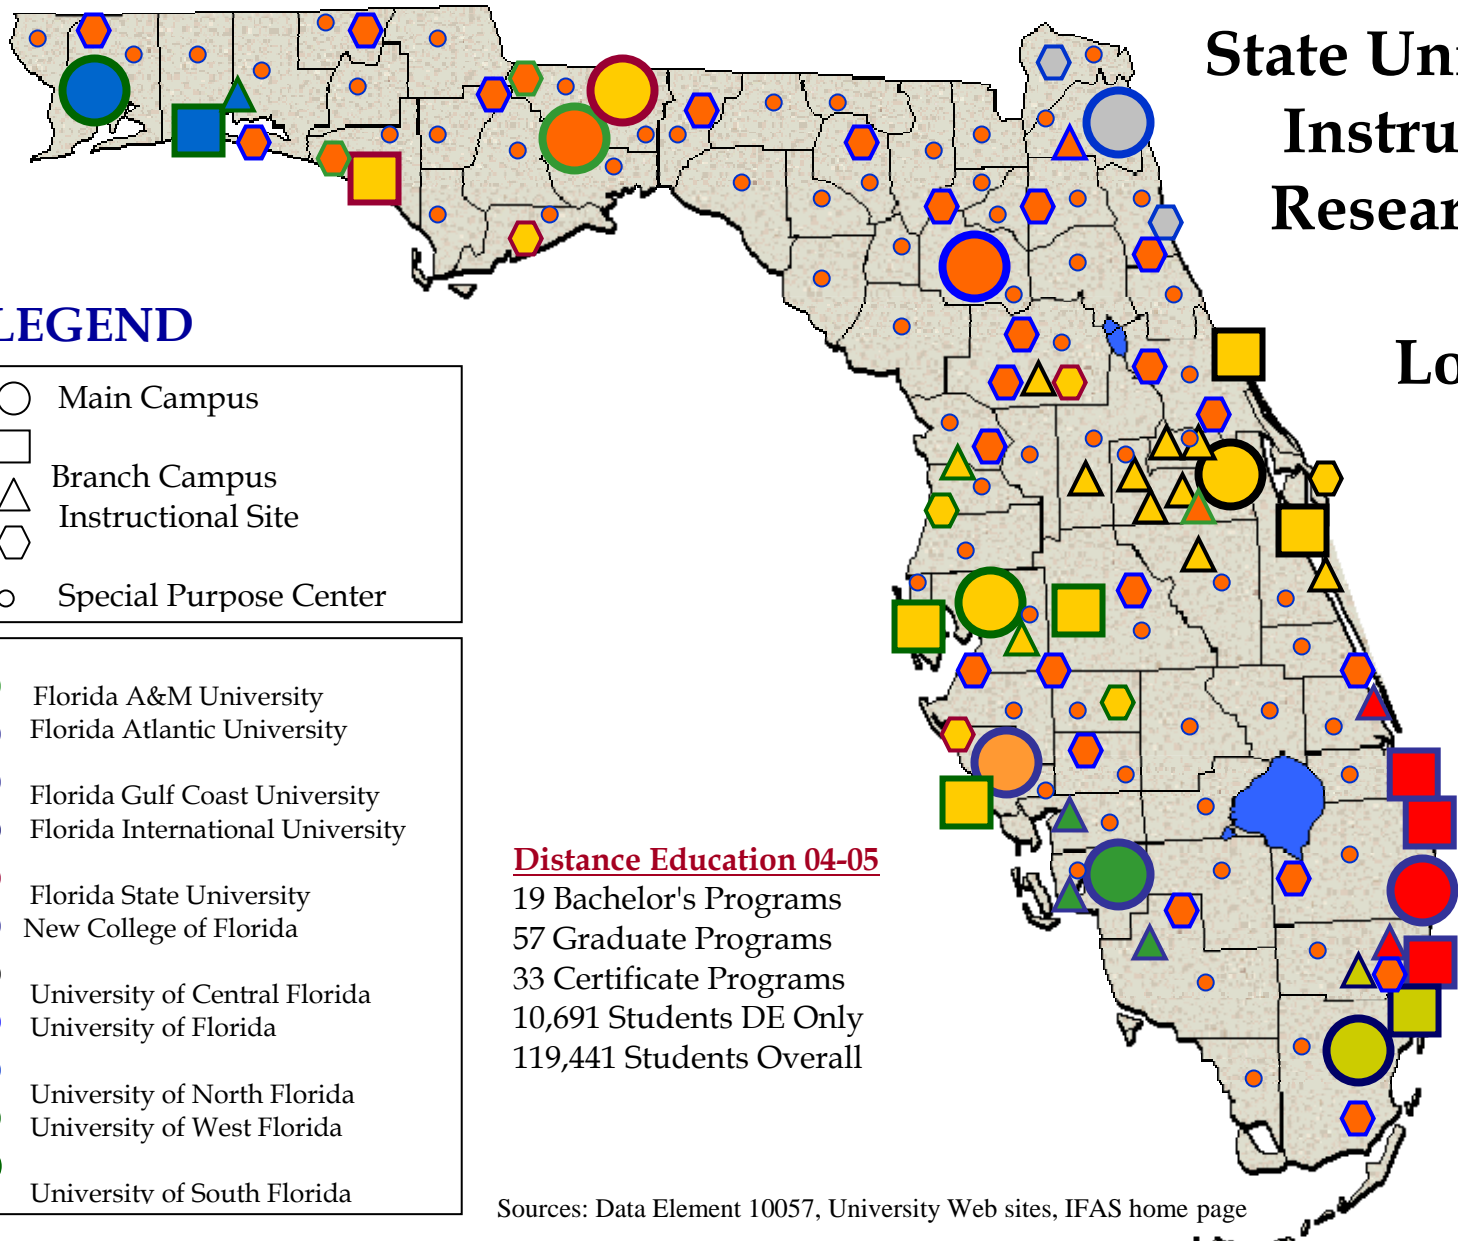 State Uni
Instru
Resear
Lo
LEGEND
Main Campus
Branch Campus
Instructional Site
Special Purpose Center
Florida A&M University
Florida Atlantic University
Florida Gulf Coast University
Florida International University
Florida State University
New College of Florida
University of Central Florida
University of Florida
University of North Florida
University of West Florida
University of South Florida
Distance Education 04-05
19 Bachelor's Programs
57 Graduate Programs
33 Certificate Programs
10,691 Students DE Only
119,441 Students Overall
Sources: Data Element 10057, University Web sites, IFAS home page